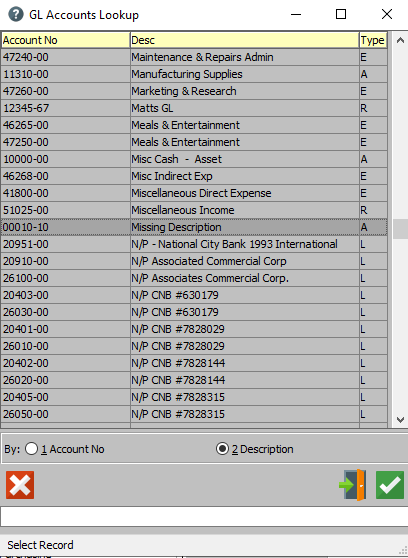 GL Accounts Lookup
Account No Desc Type
47240-00 Maintenance & Repairs Admin E
11310-00 Manufacturing Supplies A
47260-00 Marketing & Research E
12345-67 Matts GL R
46265-00 Meals & Entertainment E
47250-00 Meals & Entertainment E
10000-00 Misc Cash - Asset A
46268-00 Misc Indirect Exp E
41800-00 Miscellaneous Direct Expense E
51025-00 Miscellaneous Income R
00010-10 Missing Description A
20951-00 N/P - National City Bank 1993 International L
20910-00 N/P Associated Commercial Corp L
26100-00 N/P Associates Commercial Corp. L
20403-00 N/P CNB #630179 L
26030-00 N/P CNB #630179 L
20401-00 N/P CNB #7828029 L
26010-00 N/P CNB #7828029 L
20402-00 N/P CNB #7828144 L
26020-00 N/P CNB #7828144 L
20405-00 N/P CNB #7828315 L
26050-00 N/P CNB #7828315 L
By: 1 Account No 2 Description
Select Record